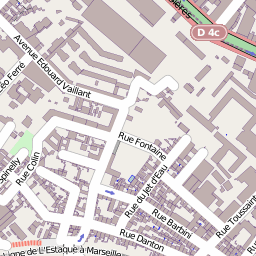 D 4c
Avenue Edouard Vaillant
Rue Fontaine
Rue Colin
Rue du Jet d'Eau
Rue Barbini
Rue Danton
Rue Toussaint
Ligne de L'Estaque à Marseille